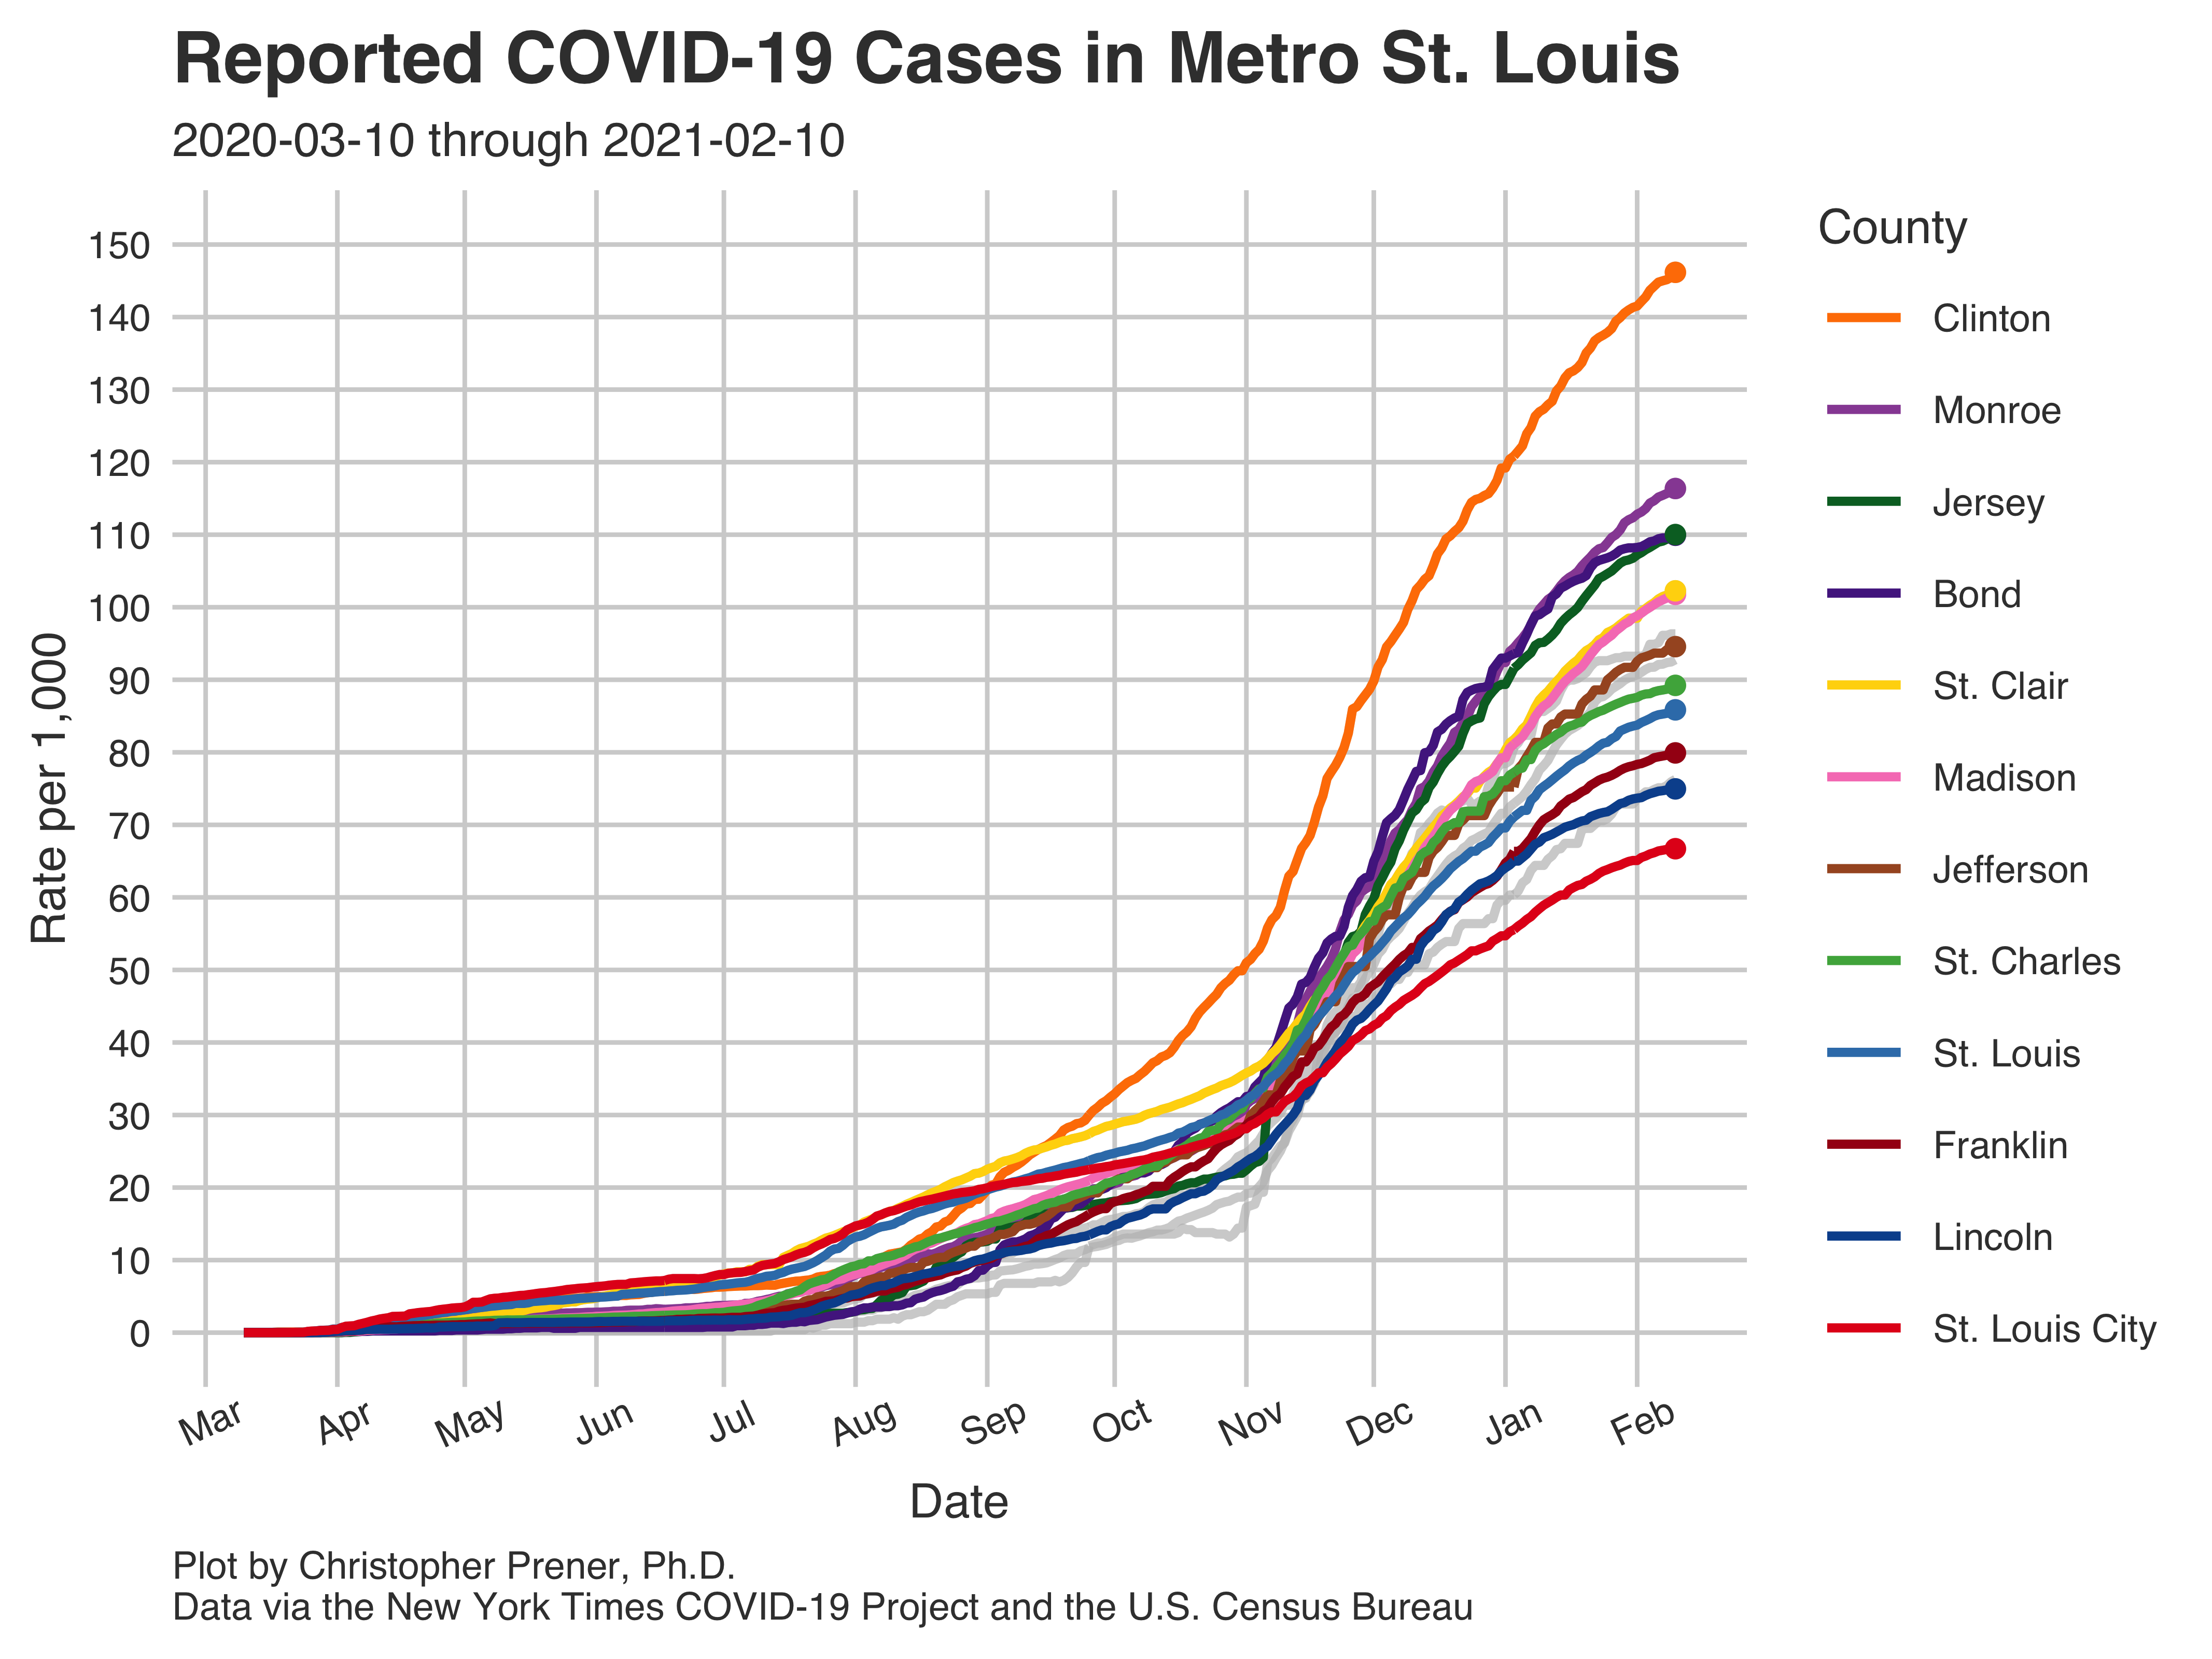 Reported COVID-19 Cases in Metro St. Louis
2020-03-10 through 2021-02-10
County
150
140
130
120
110
100
90
80
70
60
50
40
30
20
10
0
Rate per 1,000
Clinton
Monroe
Jersey
Bond
St. Clair
Madison
Jefferson
St. Charles
St. Louis
Franklin
Lincoln
St. Louis City
Mar
Apr
May
Jun
Jul
Aug
Sep
Oct
Nov
Dec
Jan
Feb
Date
Plot by Christopher Prener, Ph.D.
Data via the New York Times COVID-19 Project and the U.S. Census Bureau